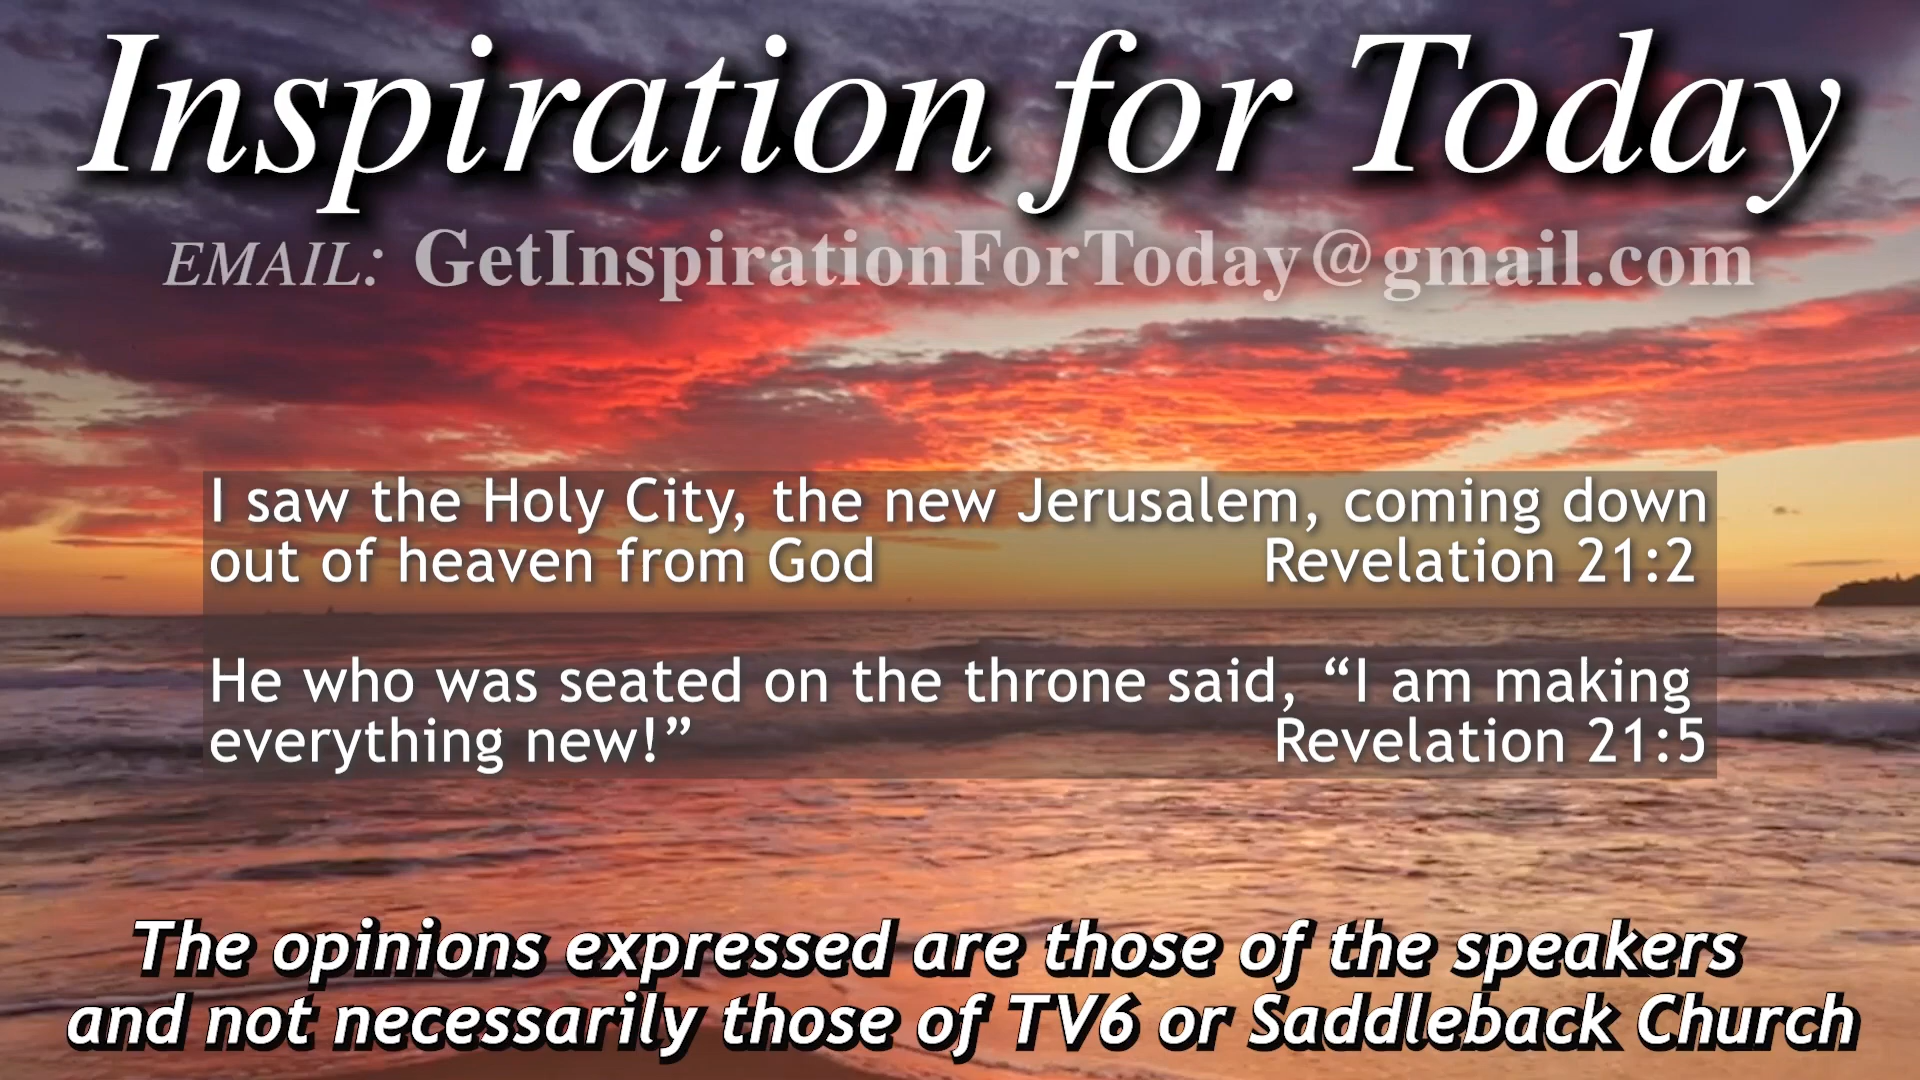 Inspiration for Today
EMAIL: GetInspirationForToday@gmail.com
I saw the Holy City, the new Jerusalem, coming down
out of heaven from God Revelation 21:2
He who was seated on the throne said, “I am making
everything new!” Revelation 21:5
The opinions expressed are those of the speakers
and not necessarily those of TV6 or Saddleback Church